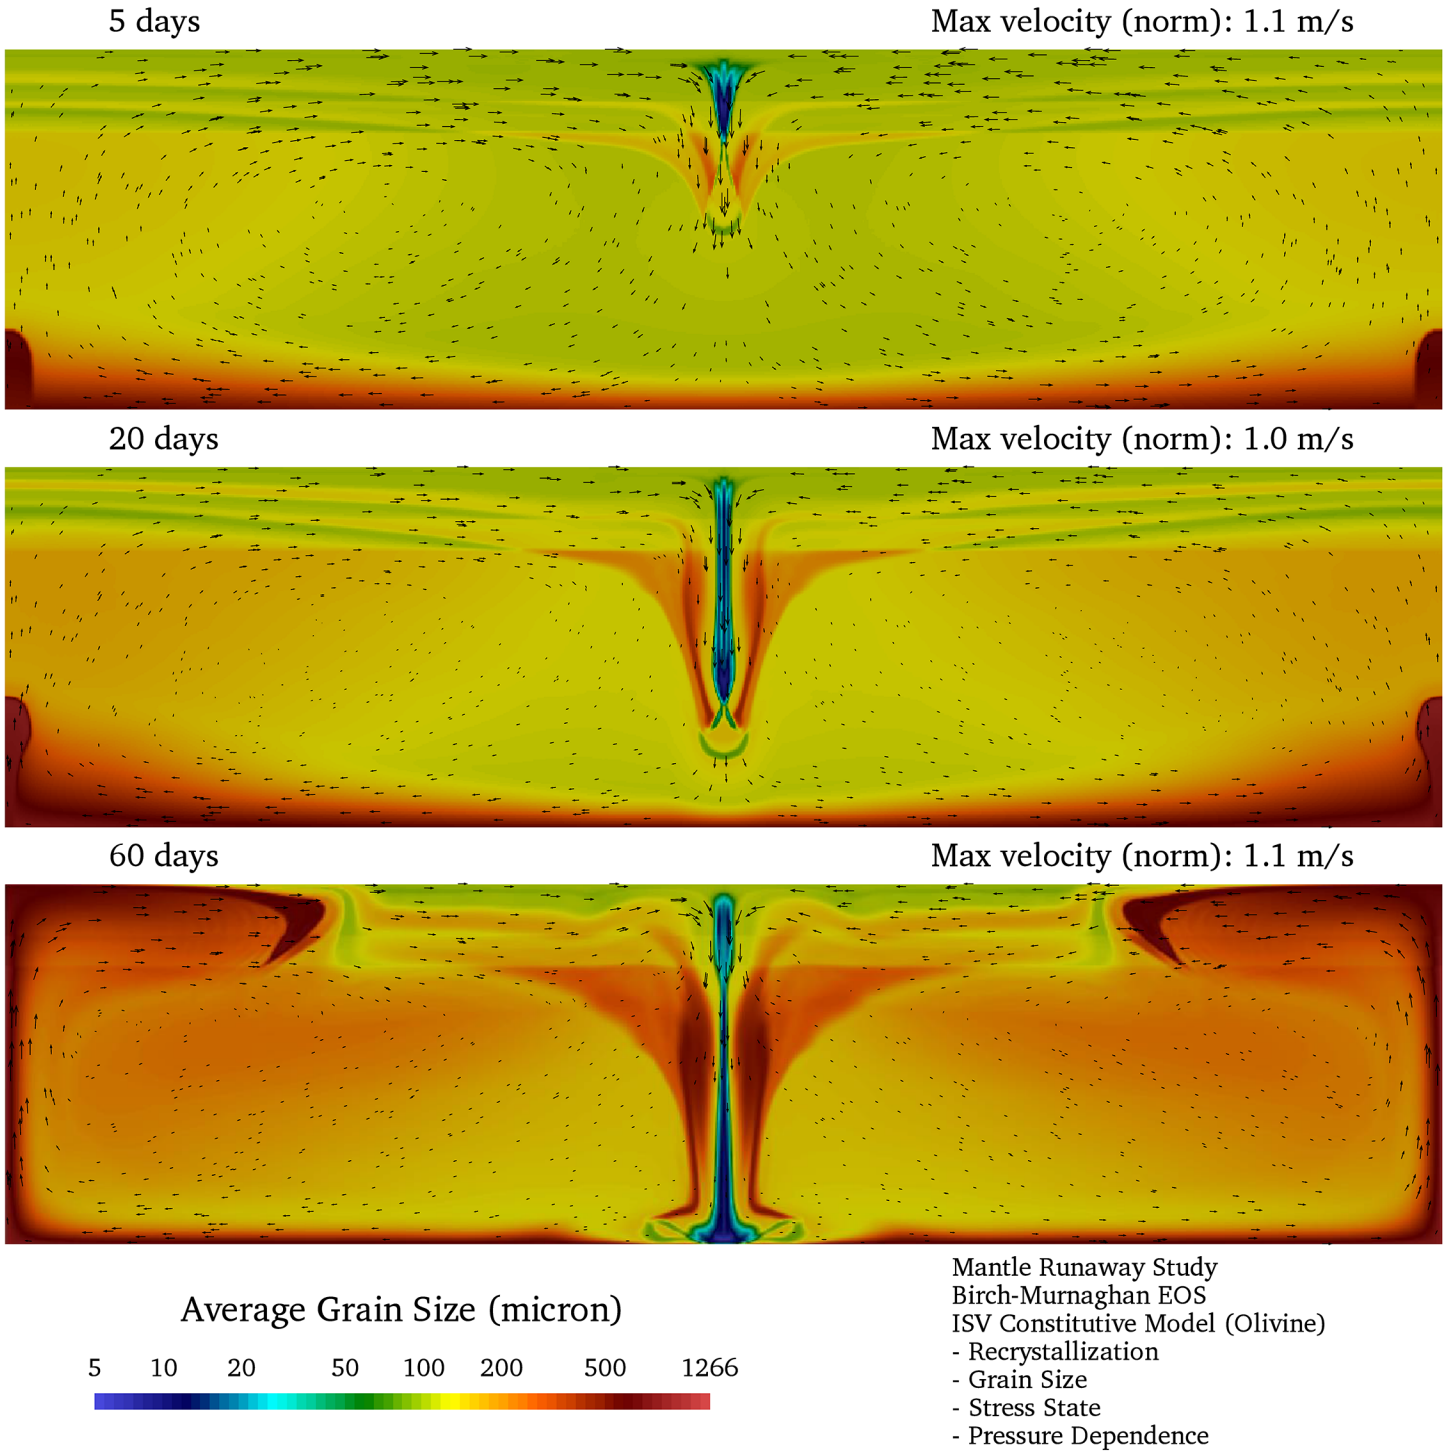 5 days Max velocity (norm): 1.1 m/s
20 days Max velocity (norm): 1.0 m/s
60 days Max velocity (norm): 1.1 m/s
Average Grain Size (micron)
5 10 20 50 100 200 500 1266
Mantle Runaway Study
Birch-Murnaghan EOS
ISV Constitutive Model (Olivine)
- Recrystallization
- Grain Size
- Stress State
- Pressure Dependence